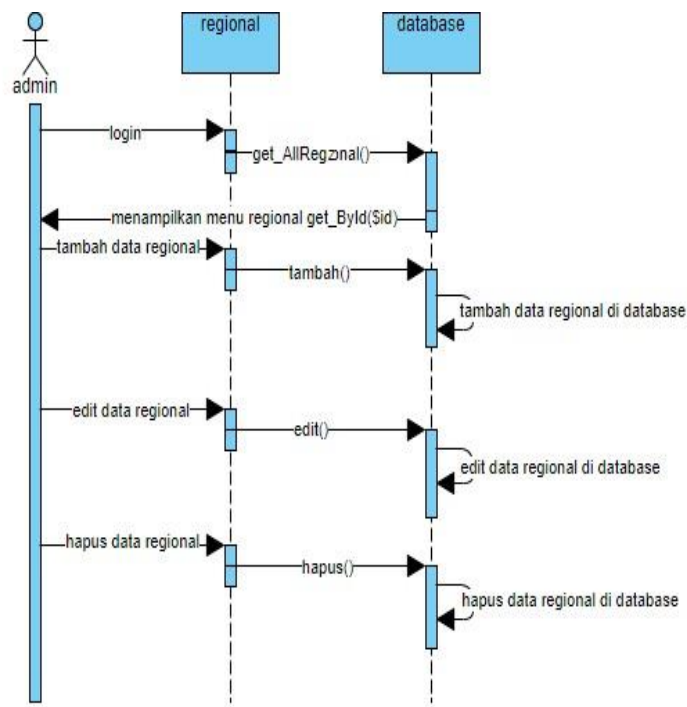 regional
database
admin
login
get_AllRegzonal()
menampilkan menu regional get_ById($id)
tambah data regional
tambah()
tambah data regional di database
edit data regional
edit()
edit data regional di database
hapus data regional
hapus()
hapus data regional di database